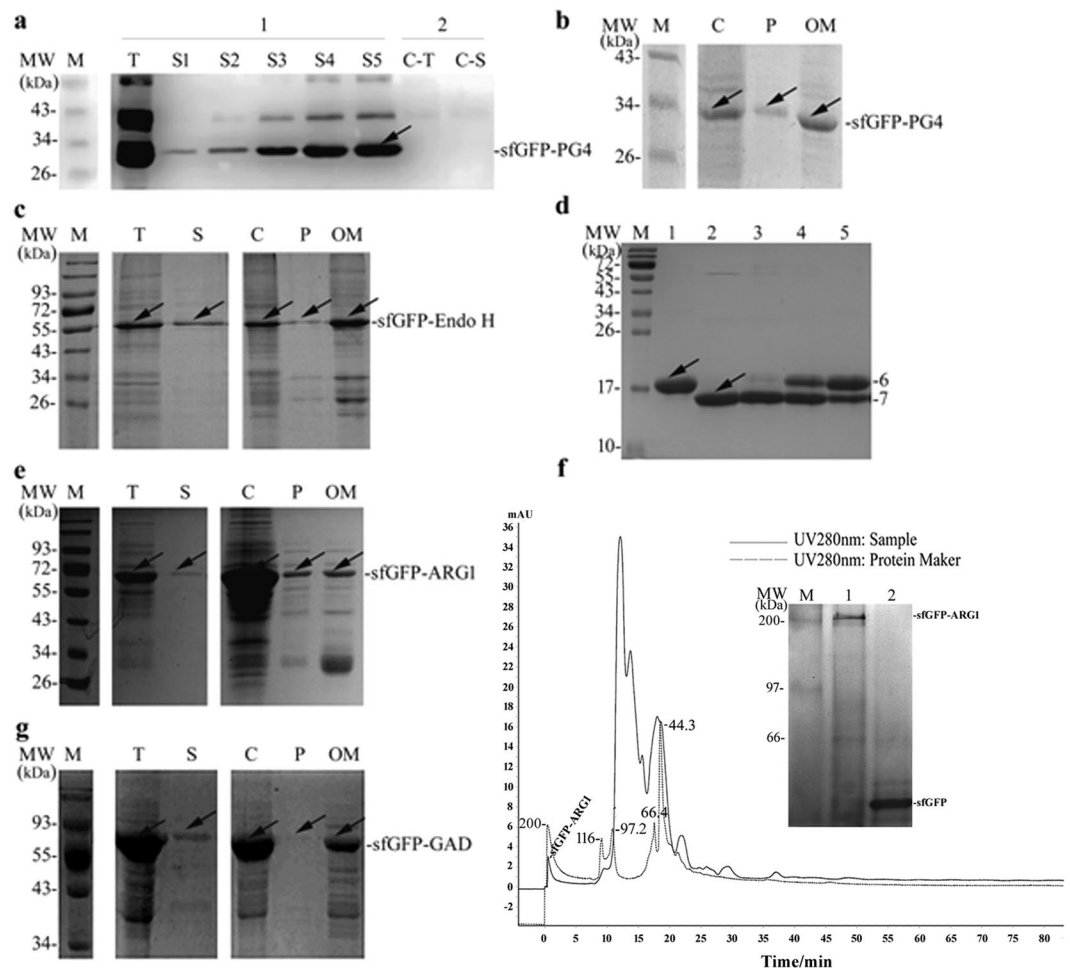 a
1
2
MW
(kDa)
M
T S1 S2 S3 S4 S5 C-T C-S
43-
34-
26-
-sfGFP-PG4
b
MW
(kDa)
M C P OM
43-
34-
26-
-sfGFP-PG4
c
MW
(kDa)
M T S C P OM
93-
72-
55-
43-
34-
26-
-sfGFP-Endo H
d
MW
(kDa)
M 1 2 3 4 5
72-
55-
43-
34-
26-
17-
10-
-6
-7
e
MW
(kDa)
M T S C P OM
93-
72-
55-
43-
34-
26-
-sfGFP-ARG1
f
mAU
36
34
32
30
28
26
24
22
20
18
16
14
12
10
8
6
4
2
0
-2
UV280nm: Sample
UV280nm: Protein Maker
200-
sfGFP-ARG1
116-
-97.2
66.4
-44.3
MW
(kDa)
M 1 2
200-
97-
66-
-sfGFP-ARG1
-sfGFP
0 5 10 15 20 25 30 35 40 45 50 55 60 65 70 75 80
Time/min
g
MW
(kDa)
M T S C P OM
93-
55-
43-
34-
-sfGFP-GAD